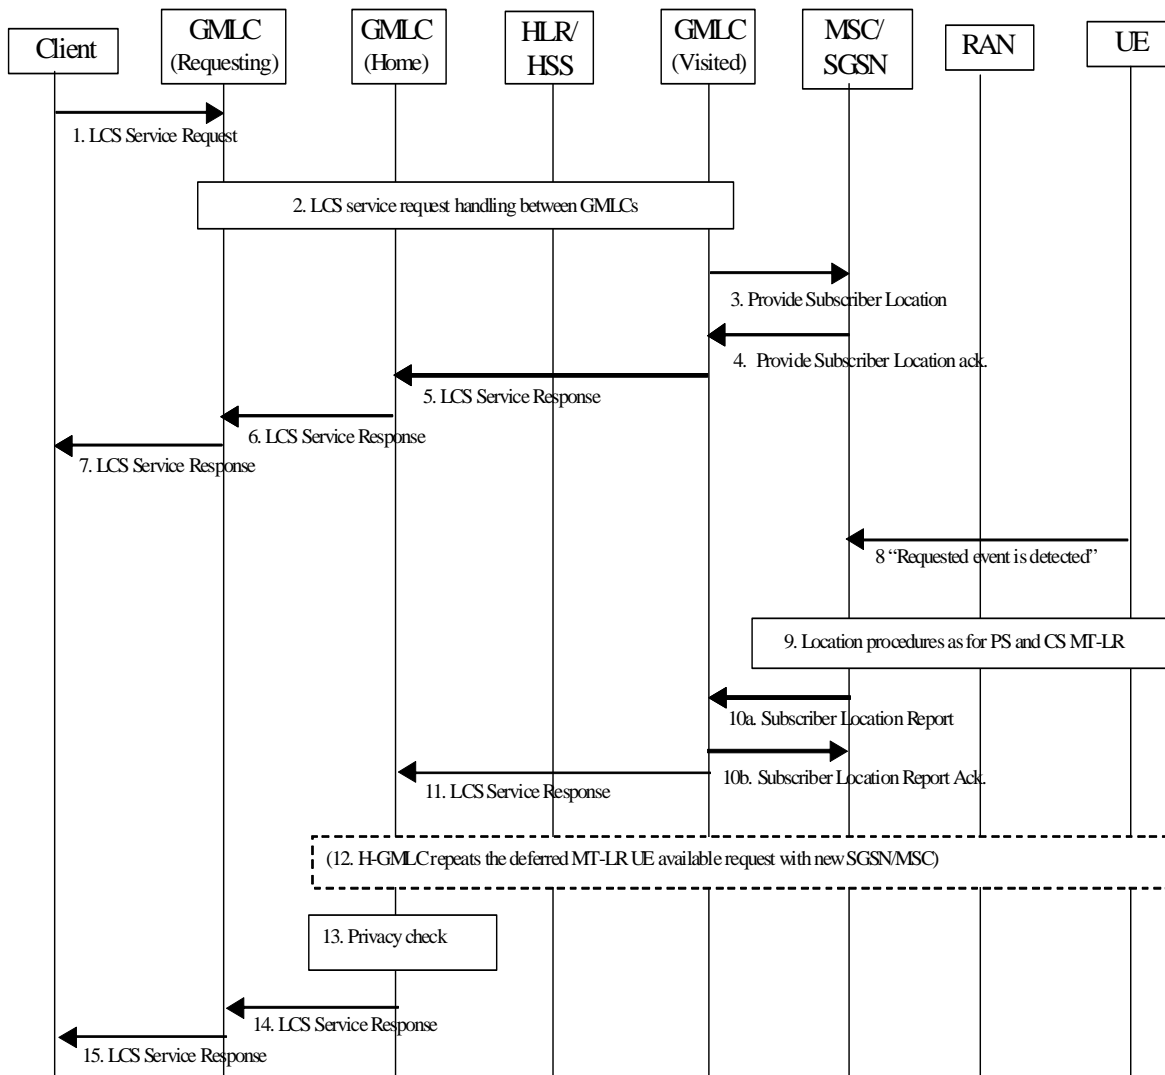 Client
GMLC
(Requesting)
GMLC
(Home)
HLR/
HSS
GMLC
(Visited)
MSC/
SGSN
RAN
UE
1. LCS Service Request
2. LCS service request handling between GMLCs
3. Provide Subscriber Location
4. Provide Subscriber Location ack.
5. LCS Service Response
6. LCS Service Response
7. LCS Service Response
8 “Requested event is detected”
9. Location procedures as for PS and CS MT-LR
10a. Subscriber Location Report
10b. Subscriber Location Report Ack.
11. LCS Service Response
(12. H-GMLC repeats the deferred MT-LR UE available request with new SGSN/MSC)
13. Privacy check
14. LCS Service Response
15. LCS Service Response